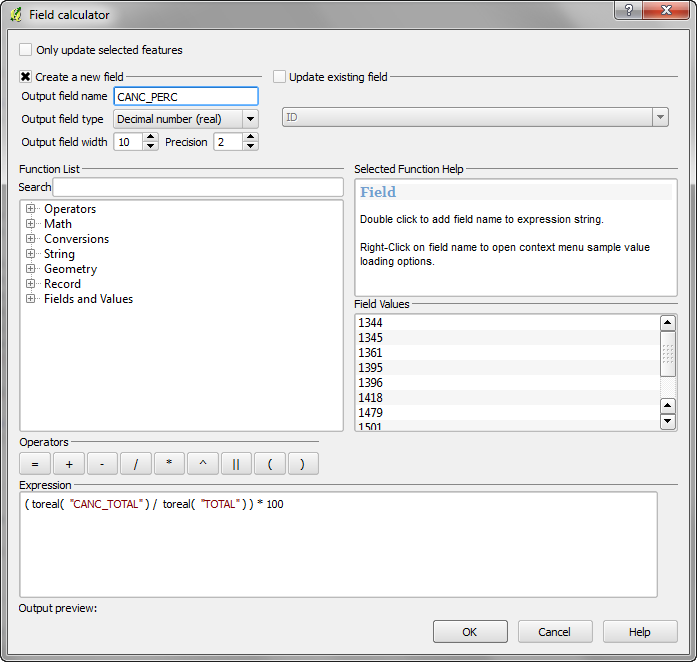 Field calculator
?
Only update selected features
Create a new field
Update existing field
Output field name CANC_PERC
Output field type Decimal number (real)
ID
Output field width 10 Precision 2
Function List
Selected Function Help
Search
Field
Operators
Math
Conversions
String
Geometry
Record
Fields and Values
Double click to add field name to expression string.
Right-Click on field name to open context menu sample value
loading options.
Field Values
1344
1345
1361
1395
1396
1418
1479
1501
Operators
= + - / * ^ || ( )
Expression
( toreal( "CANC_TOTAL" ) / toreal( "TOTAL" ) ) * 100
Output preview:
OK Cancel Help